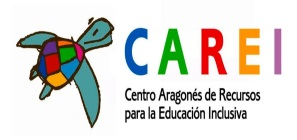 CAREI
Centro Aragonés de Recursos
para la Educación Inclusiva